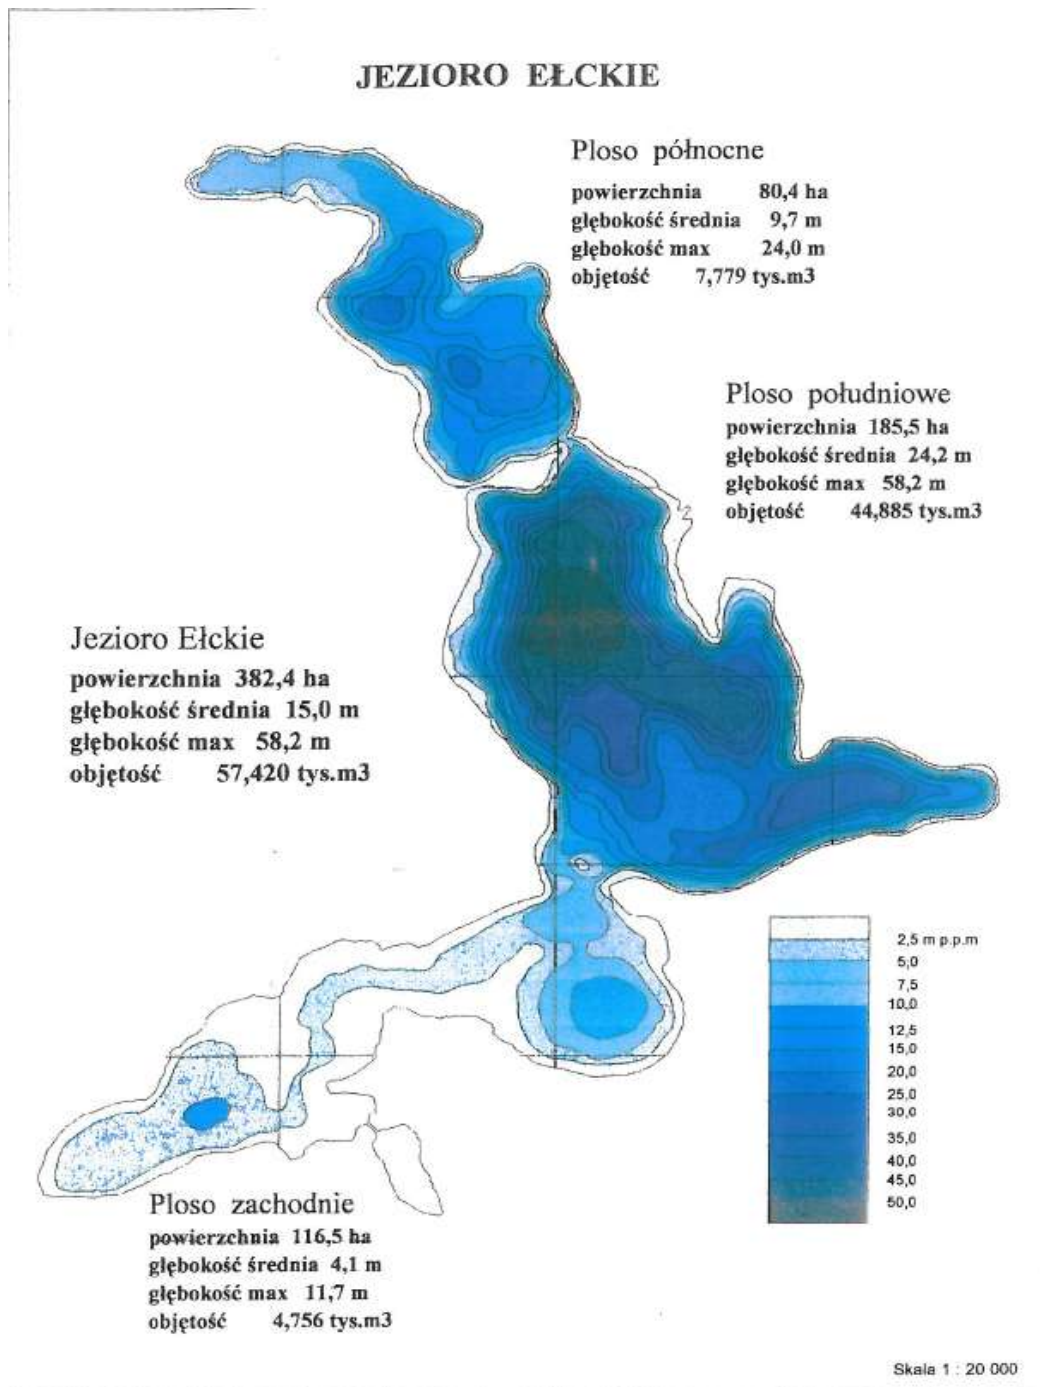 JEZIORO EŁCKIE
Ploso północne
powierzchnia 80,4 ha
głębokość średnia 9,7 m
głębokość max 24,0 m
objętość 7,779 tys.m3
Ploso południowe
powierzchnia 185,5 ha
głębokość średnia 24,2 m
głębokość max 58,2 m
objętość 44,885 tys.m3
Jezioro Ełckie
powierzchnia 382,4 ha
głębokość średnia 15,0 m
głębokość max 58,2 m
objętość 57,420 tys.m3
2,5 m p.p.m
5,0
7,5
10,0
12,5
15,0
20,0
25,0
30,0
35,0
40,0
45,0
50,0
Ploso zachodnie
powierzchnia 116,5 ha
głębokość średnia 4,1 m
głębokość max 11,7 m
objętość 4,756 tys.m3
Skala 1 : 20 000